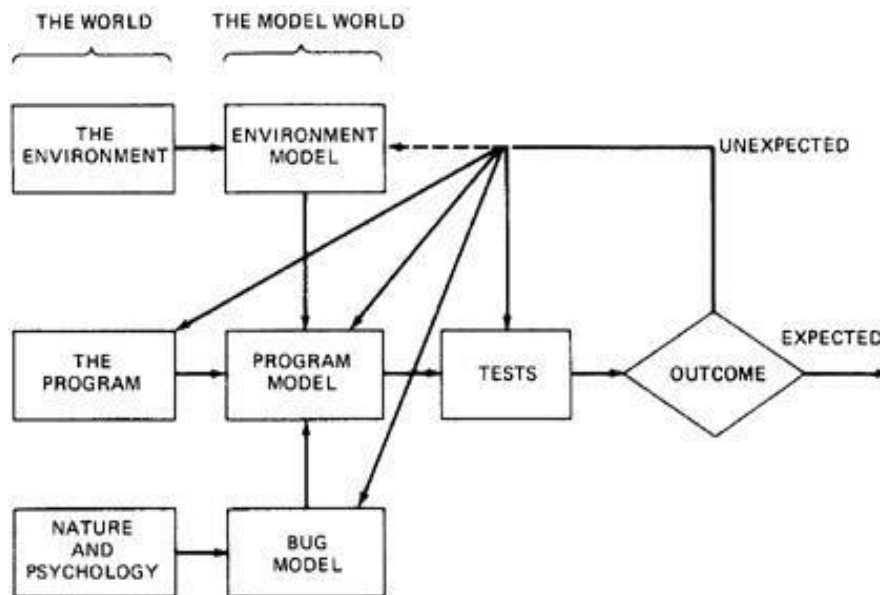 THE WORLD
THE MODEL WORLD
THE
ENVIRONMENT
ENVIRONMENT
MODEL
UNEXPECTED
THE
PROGRAM
PROGRAM
MODEL
TESTS
OUTCOME
EXPECTED
NATURE
AND
PSYCHOLOGY
BUG
MODEL